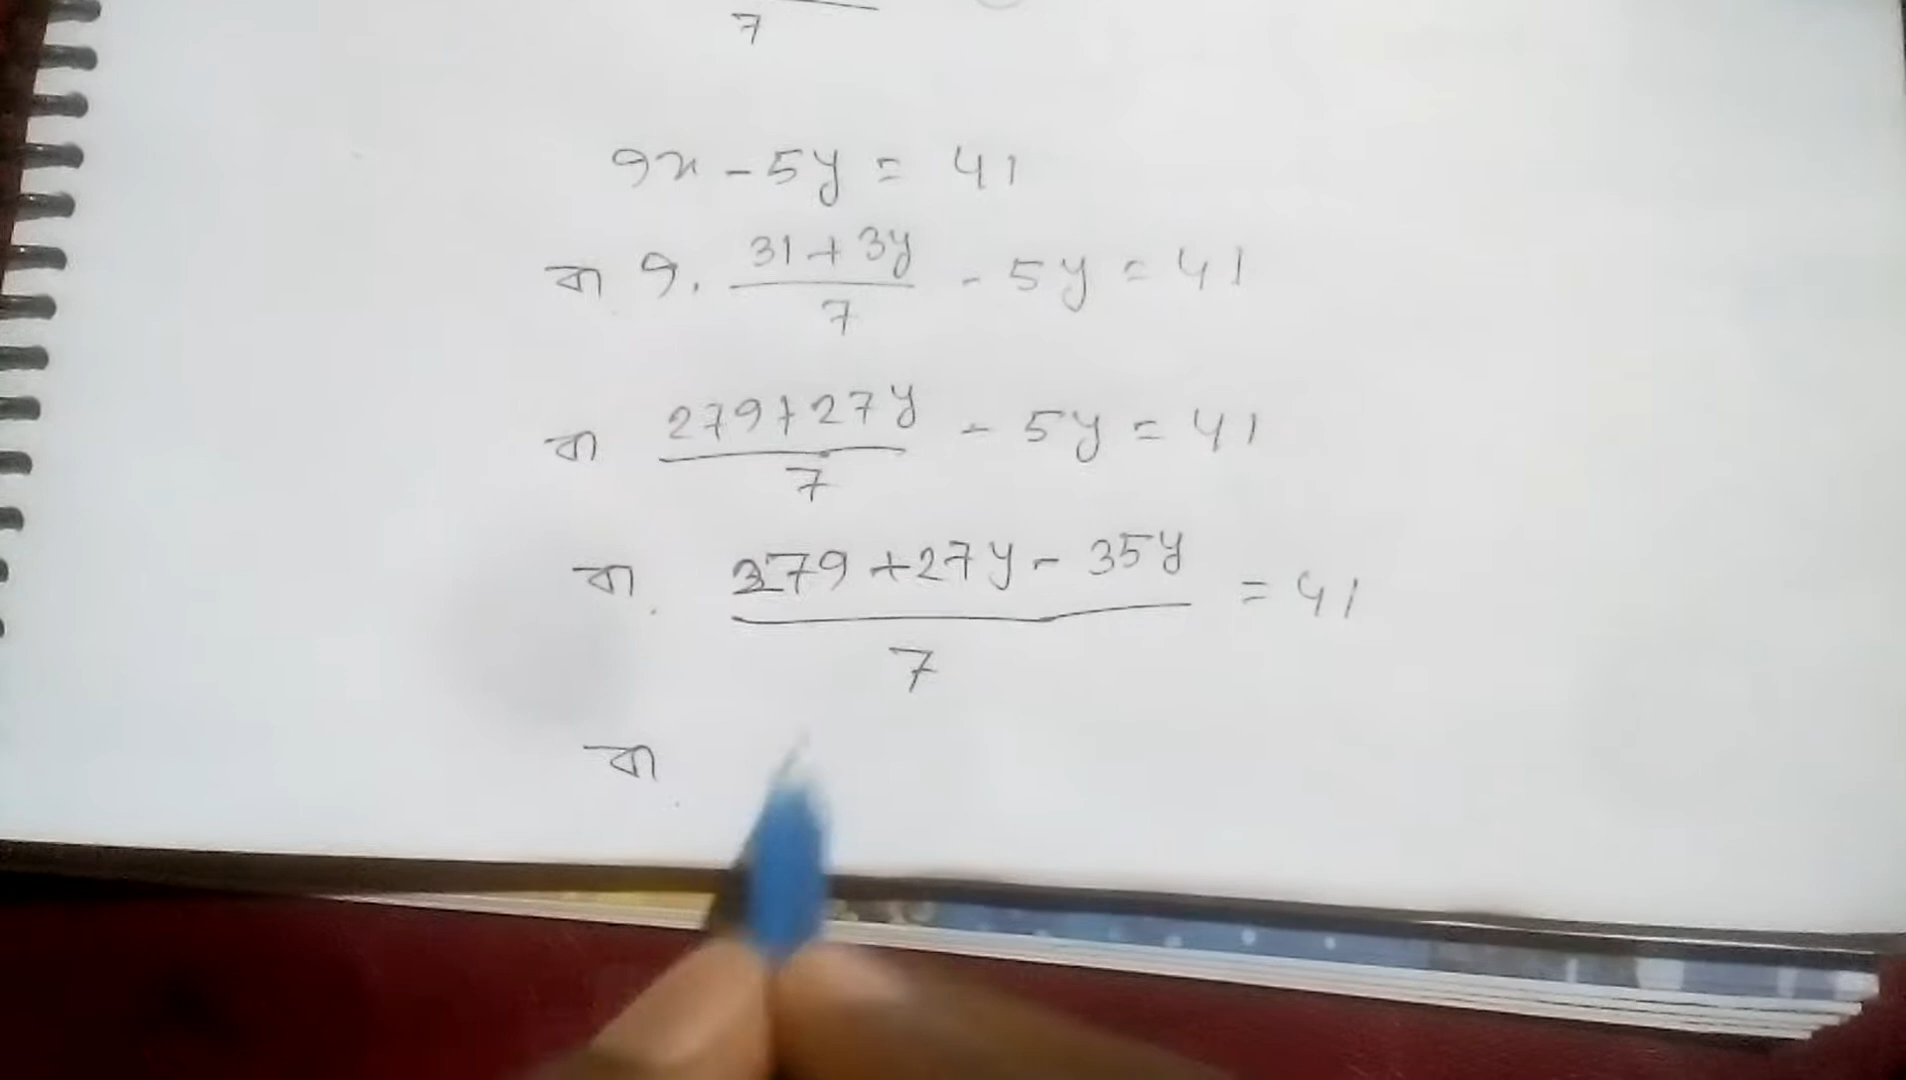 7
9x - 5y = 41
বা 9. 31 + 3y / 7 - 5y = 41
বা 279 + 27y / 7 - 5y = 41
বা. 279 + 27y - 35y / 7 = 41
বা